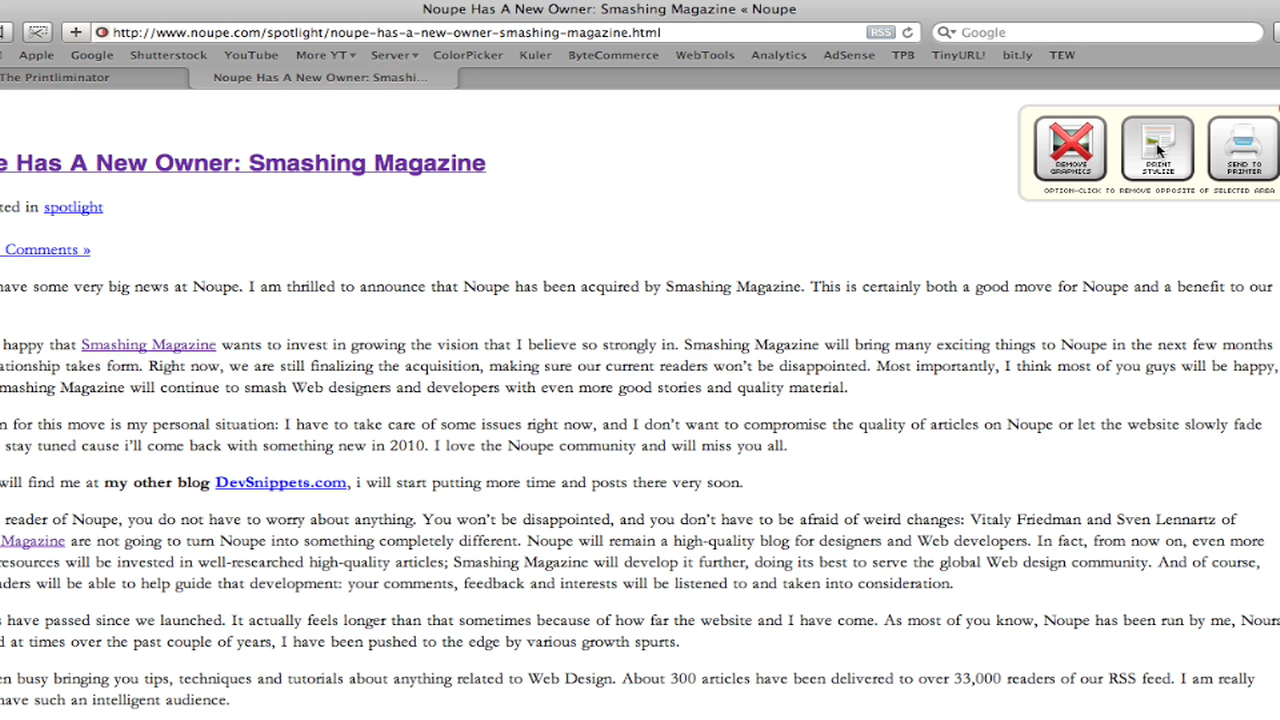 Noupe Has A New Owner: Smashing Magazine « Noupe
http://www.noupe.com/spotlight/noupe-has-a-new-owner-smashing-magazine.html RSS Google
Apple Google Shutterstock YouTube More YT Server ColorPicker Kuler ByteCommerce WebTools Analytics AdSense TPB TinyURL! bit.ly TEW
The Printliminator Noupe Has A New Owner: Smashi...
REMOVE GRAPHICS PRINT STYLIZE SEND TO PRINTER
OPTION-CLICK TO REMOVE OPPOSITE OF SELECTED AREA
e Has A New Owner: Smashing Magazine
ted in spotlight
Comments »
have some very big news at Noupe. I am thrilled to announce that Noupe has been acquired by Smashing Magazine. This is certainly both a good move for Noupe and a benefit to our
happy that Smashing Magazine wants to invest in growing the vision that I believe so strongly in. Smashing Magazine will bring many exciting things to Noupe in the next few months
ationship takes form. Right now, we are still finalizing the acquisition, making sure our current readers won't be disappointed. Most importantly, I think most of you guys will be happy,
mashing Magazine will continue to smash Web designers and developers with even more good stories and quality material.
n for this move is my personal situation: I have to take care of some issues right now, and I don't want to compromise the quality of articles on Noupe or let the website slowly fade
stay tuned cause i'll come back with something new in 2010. I love the Noupe community and will miss you all.
will find me at my other blog DevSnippets.com, i will start putting more time and posts there very soon.
reader of Noupe, you do not have to worry about anything. You won't be disappointed, and you don't have to be afraid of weird changes: Vitaly Friedman and Sven Lennartz of
Magazine are not going to turn Noupe into something completely different. Noupe will remain a high-quality blog for designers and Web developers. In fact, from now on, even more
resources will be invested in well-researched high-quality articles; Smashing Magazine will develop it further, doing its best to serve the global Web design community. And of course,
aders will be able to help guide that development: your comments, feedback and interests will be listened to and taken into consideration.
s have passed since we launched. It actually feels longer than that sometimes because of how far the website and I have come. As most of you know, Noupe has been run by me, Nour
d at times over the past couple of years, I have been pushed to the edge by various growth spurts.
en busy bringing you tips, techniques and tutorials about anything related to Web Design. About 300 articles have been delivered to over 33,000 readers of our RSS feed. I am really
have such an intelligent audience.